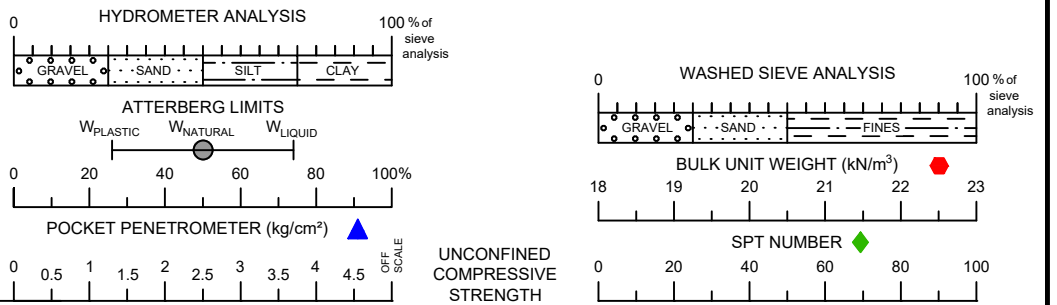 HYDROMETER ANALYSIS
0 100 % of
sieve
analysis
GRAVEL SAND SILT CLAY
ATTERBERG LIMITS
WPLASTIC WNATURAL WLIQUID
0 20 40 60 80 100%
POCKET PENETROMETER (kg/cm²)
OFF
SCALE
0 0.5 1 1.5 2 2.5 3 3.5 4 4.5
UNCONFINED
COMPRESSIVE
STRENGTH
WASHED SIEVE ANALYSIS
0 100 % of
sieve
analysis
GRAVEL SAND FINES
BULK UNIT WEIGHT (kN/m³)
18 19 20 21 22 23
SPT NUMBER
0 20 40 60 80 100